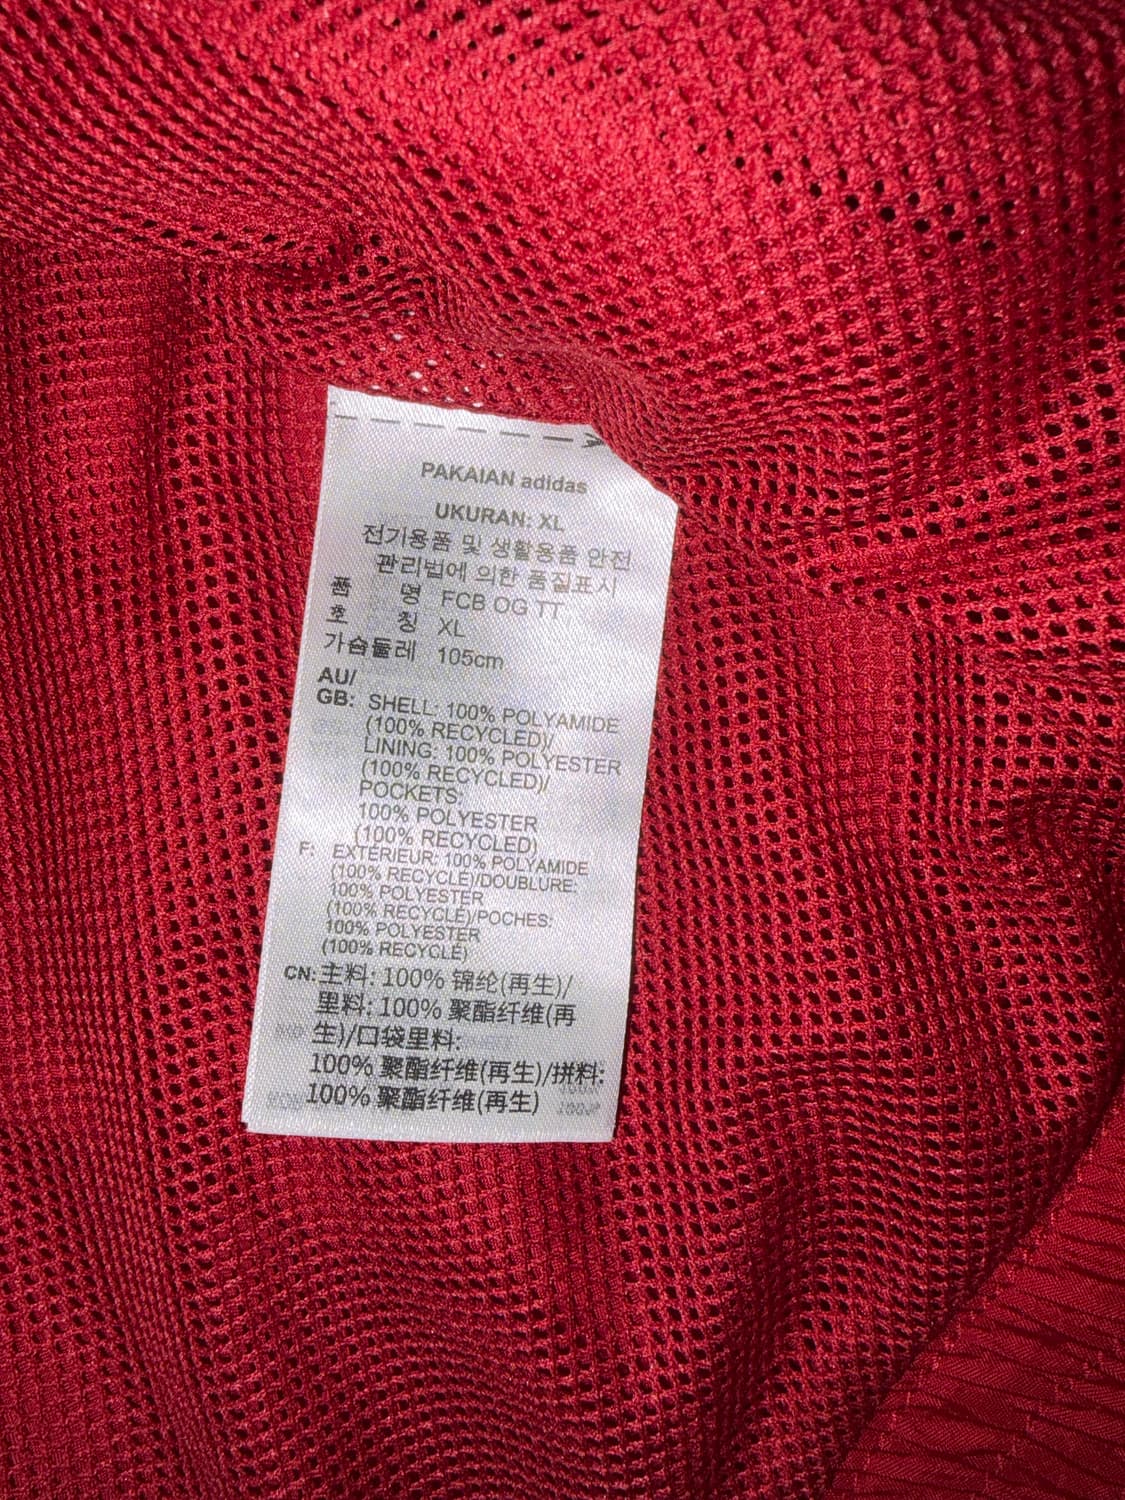 PAKAIAN adidas
UKURAN: XL
전기용품 및 생활용품 안전
관리법에 의한 품질표시
품 명 FCB OG TT
호 칭 XL
가슴둘레 105cm
AU/
GB: SHELL: 100% POLYAMIDE
(100% RECYCLED)/
LINING: 100% POLYESTER
(100% RECYCLED)/
POCKETS:
100% POLYESTER
(100% RECYCLED)
F: EXTÉRIEUR: 100% POLYAMIDE
(100% RECYCLÉ)/DOUBLURE:
100% POLYESTER
(100% RECYCLÉ)/POCHES:
100% POLYESTER
(100% RECYCLÉ)
CN: 主料: 100% 锦纶(再生)/
里料: 100% 聚酯纤维(再
生)/口袋里料:
100% 聚酯纤维(再生)/拼料:
100% 聚酯纤维(再生)